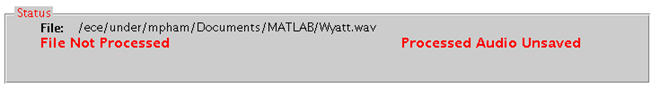 Status
File: /ece/under/mpham/Documents/MATLAB/Wyatt.wav
File Not Processed Processed Audio Unsaved